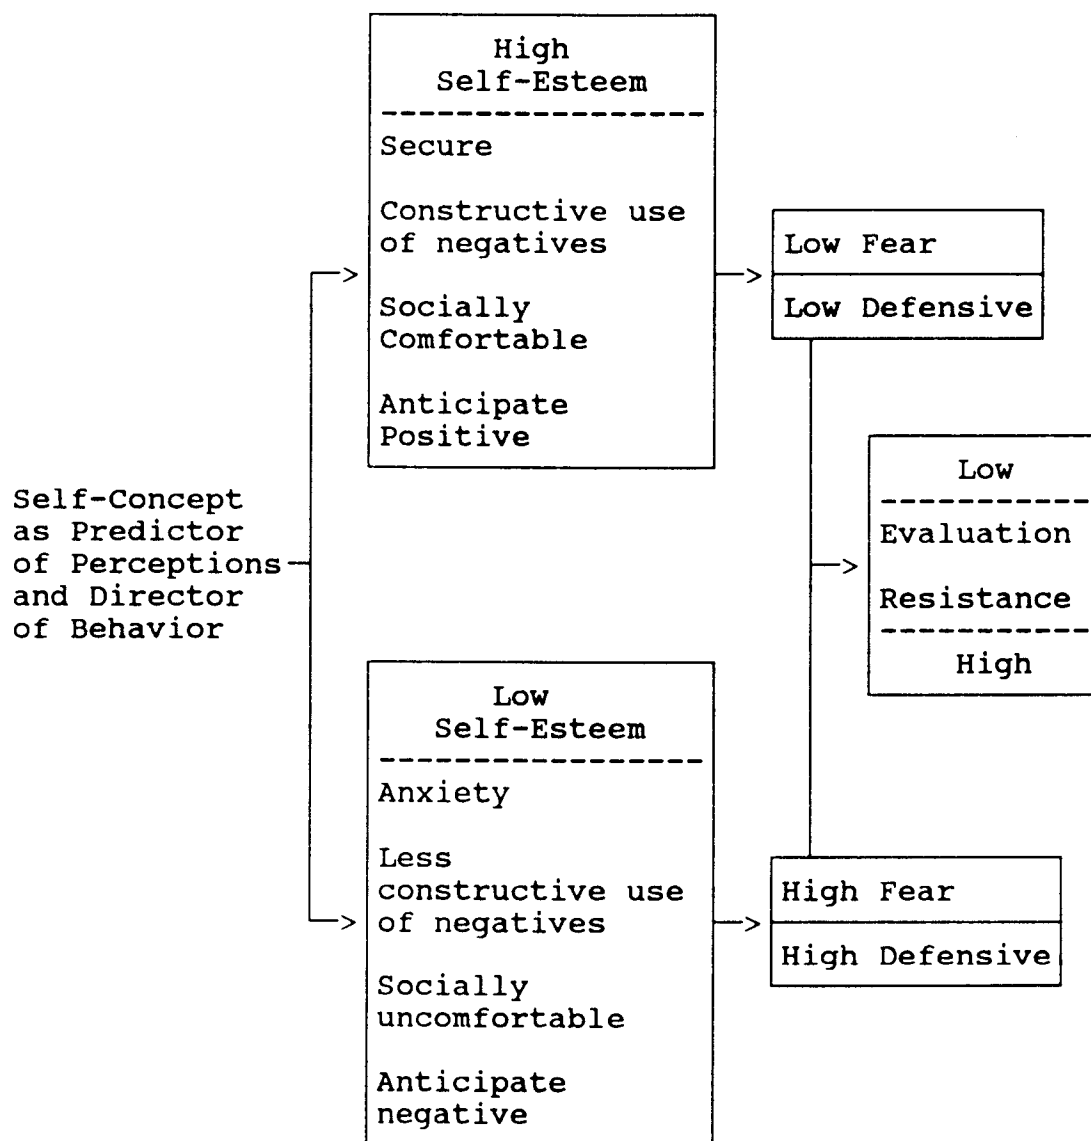 High
Self-Esteem
Secure
Constructive use
of negatives
Socially
Comfortable
Anticipate
Positive
Low Fear
Low Defensive
Self-Concept
as Predictor
of Perceptions
and Director
of Behavior
Low
Evaluation
Resistance
High
Low
Self-Esteem
Anxiety
Less
constructive use
of negatives
Socially
uncomfortable
Anticipate
negative
High Fear
High Defensive